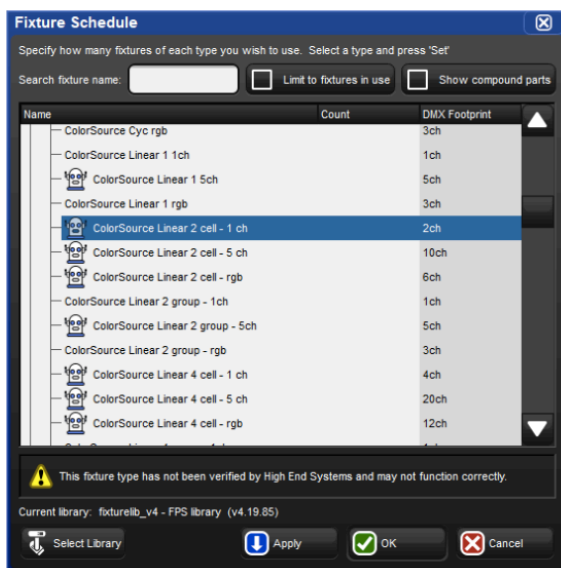 Fixture Schedule
Specify how many fixtures of each type you wish to use. Select a type and press 'Set'
Search fixture name: Limit to fixtures in use Show compound parts
Name Count DMX Footprint
ColorSource Cyc rgb 3ch
ColorSource Linear 1 1ch 1ch
ColorSource Linear 1 5ch 5ch
ColorSource Linear 1 rgb 3ch
ColorSource Linear 2 cell - 1 ch 2ch
ColorSource Linear 2 cell - 5 ch 10ch
ColorSource Linear 2 cell - rgb 6ch
ColorSource Linear 2 group - 1ch 1ch
ColorSource Linear 2 group - 5ch 5ch
ColorSource Linear 2 group - rgb 3ch
ColorSource Linear 4 cell - 1 ch 4ch
ColorSource Linear 4 cell - 5 ch 20ch
ColorSource Linear 4 cell - rgb 12ch
This fixture type has not been verified by High End Systems and may not function correctly.
Current library: fixturelib_v4 - FPS library (v4.19.85)
Select Library Apply OK Cancel